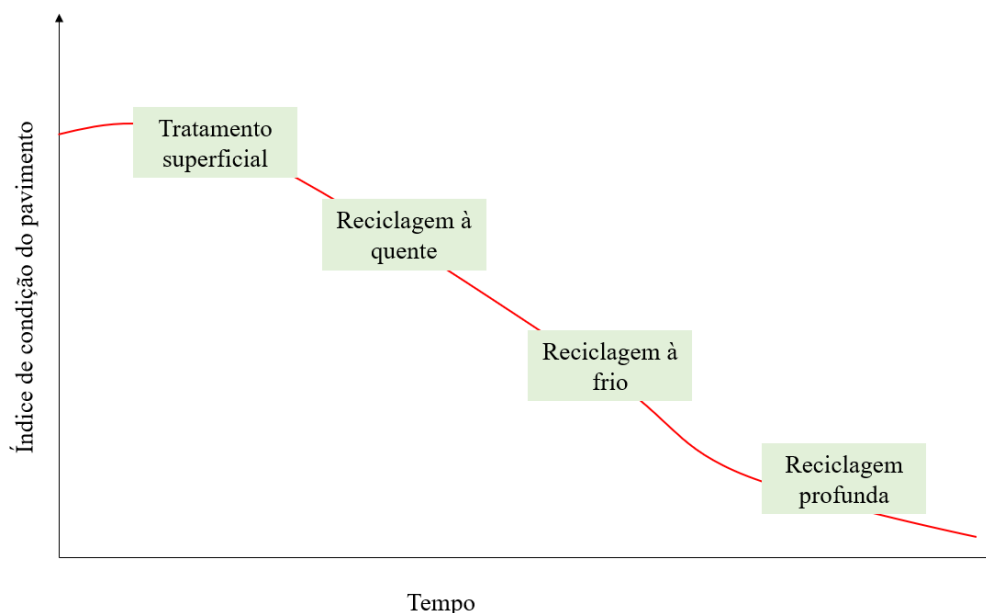 Índice de condição do pavimento
Tratamento
superficial
Reciclagem à
quente
Reciclagem à
frio
Reciclagem
profunda
Tempo